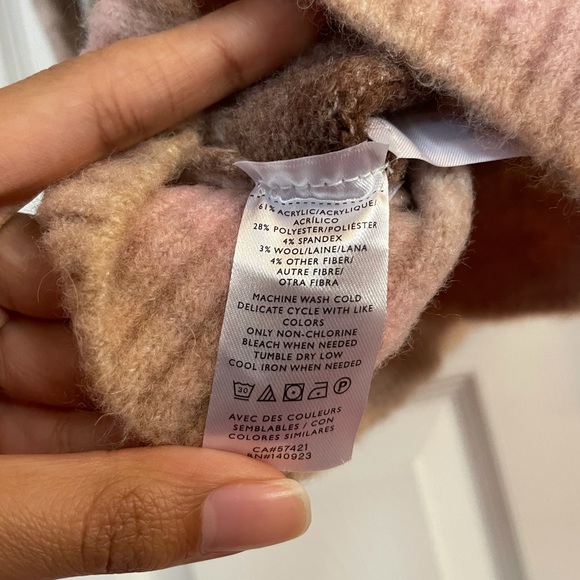 61% ACRYLIC/ACRYLIQUE/
ACRÍLICO
28% POLYESTER/POLIÉSTER
4% SPANDEX
3% WOOL/LAINE/LANA
4% OTHER FIBER/
AUTRE FIBRE/
OTRA FIBRA
MACHINE WASH COLD
DELICATE CYCLE WITH LIKE
COLORS
ONLY NON-CHLORINE
BLEACH WHEN NEEDED
TUMBLE DRY LOW
COOL IRON WHEN NEEDED
30 P
AVEC DES COULEURS
SEMBLABLES / CON
COLORES SIMILARES
CA#57421
RN#140923